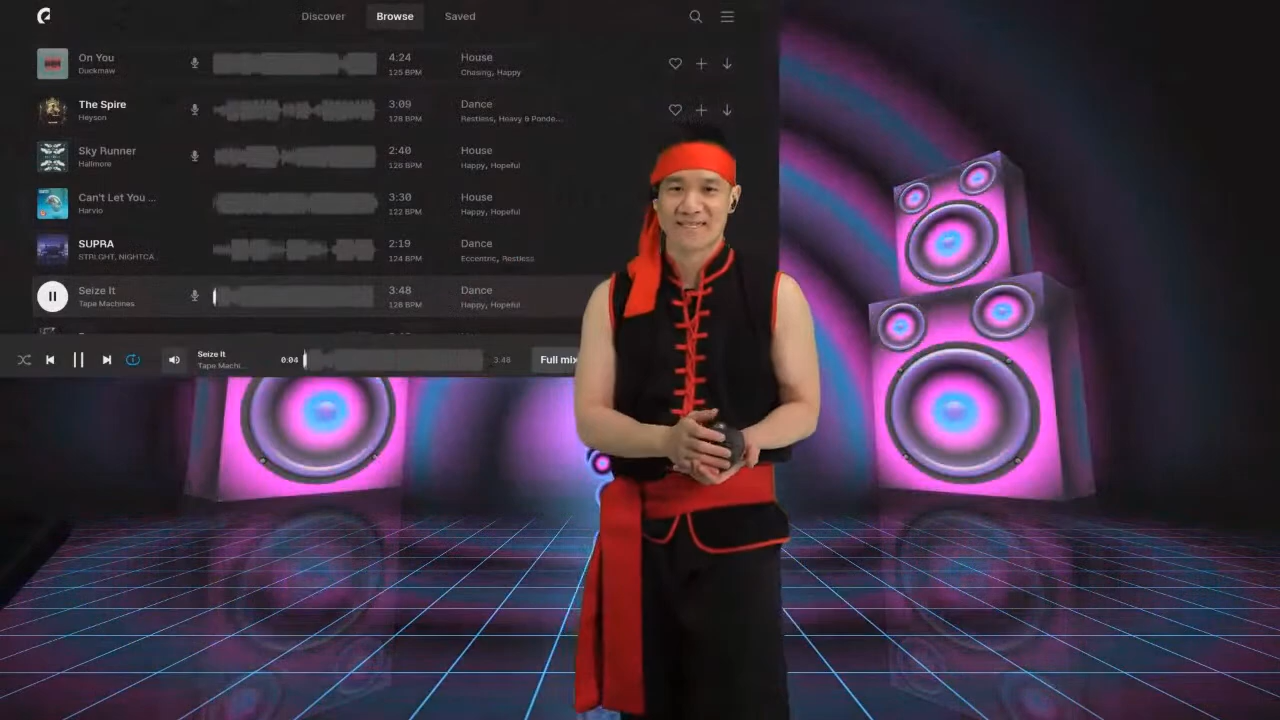 Discover Browse Saved
On You 4:24 House
Duckmaw 125 BPM Chasing, Happy
The Spire 3:09 Dance
Heyson 128 BPM Restless, Heavy & Ponde...
Sky Runner 2:40 House
Hallmore 126 BPM Happy, Hopeful
Can't Let You ... 3:30 House
Harvio 122 BPM Happy, Hopeful
SUPRA 2:19 Dance
STRLGHT, NIGHTCA 124 BPM Eccentric, Restless
Seize It 3:48 Dance
Tape Machines 128 BPM Happy, Hopeful
Seize It 0:04 3:48 Full mix
Tape Machi...